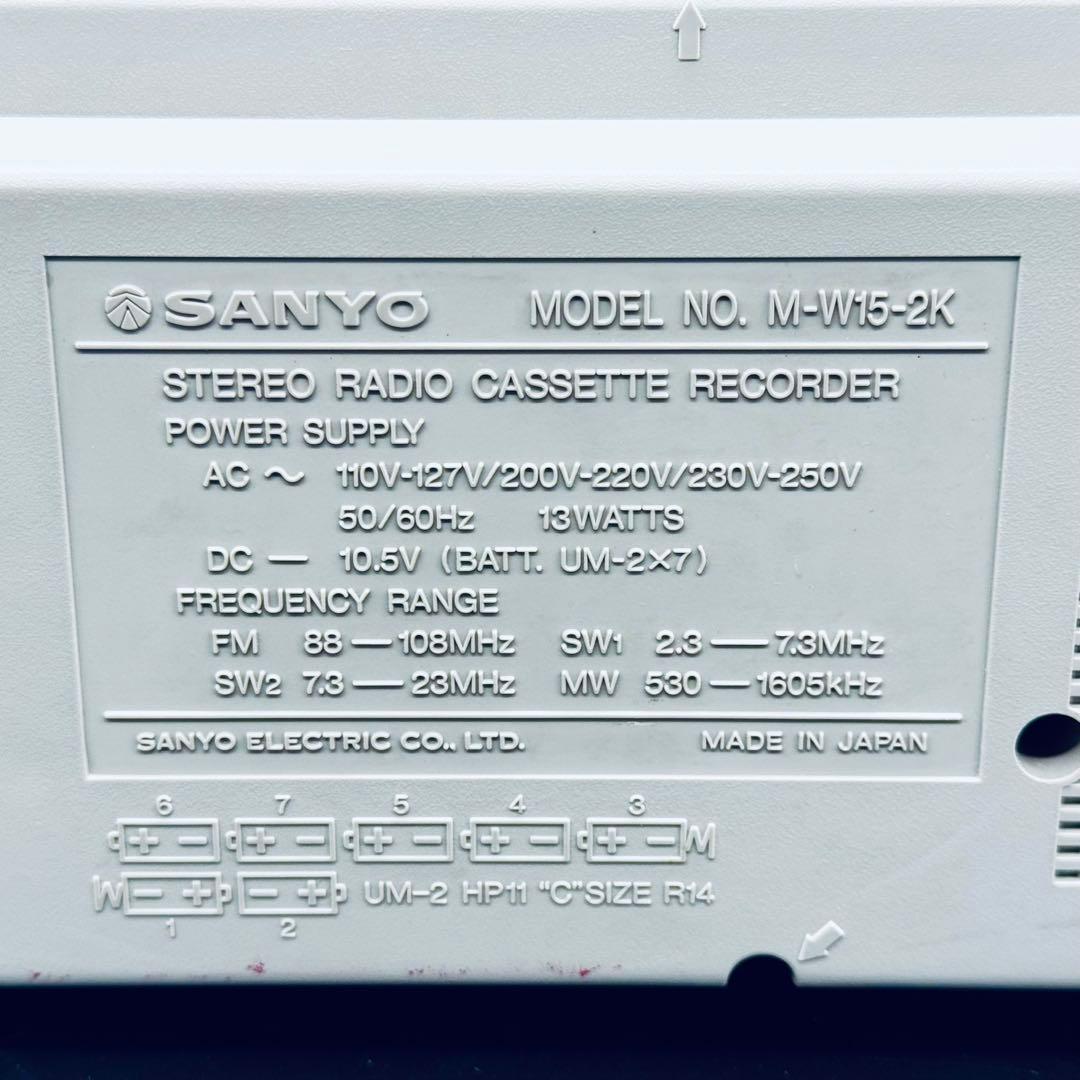 SANYO MODEL NO. M-W15-2K
STEREO RADIO CASSETTE RECORDER
POWER SUPPLY
AC ~ 110V-127V/200V-220V/230V-250V
50/60Hz 13WATTS
DC — 10.5V (BATT. UM-2×7)
FREQUENCY RANGE
FM 88 — 108MHz SW1 2.3 — 7.3MHz
SW2 7.3 — 23MHz MW 530 — 1605kHz
SANYO ELECTRIC CO., LTD. MADE IN JAPAN
6 7 5 4 3
+ − + − + − + − + −
− + − + UM-2 HP11 "C" SIZE R14
1 2